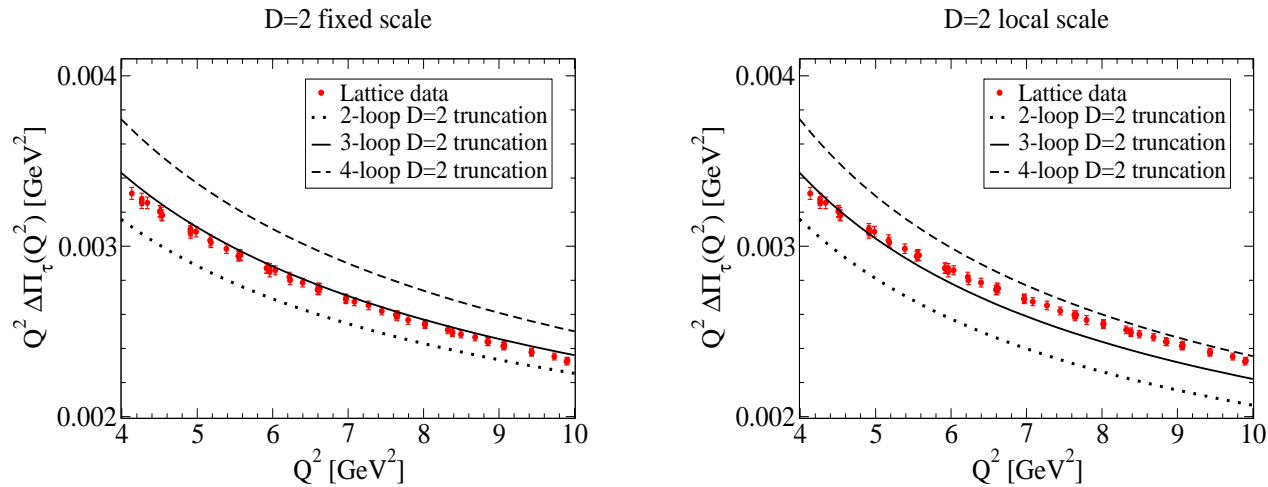 D=2 fixed scale
0.004
0.003
0.002
Q² ΔΠ_τ(Q²) [GeV²]
Lattice data
2-loop D=2 truncation
3-loop D=2 truncation
4-loop D=2 truncation
4 5 6 7 8 9 10
Q² [GeV²]
D=2 local scale
0.004
0.003
0.002
Q² ΔΠ_τ(Q²) [GeV²]
Lattice data
2-loop D=2 truncation
3-loop D=2 truncation
4-loop D=2 truncation
4 5 6 7 8 9 10
Q² [GeV²]